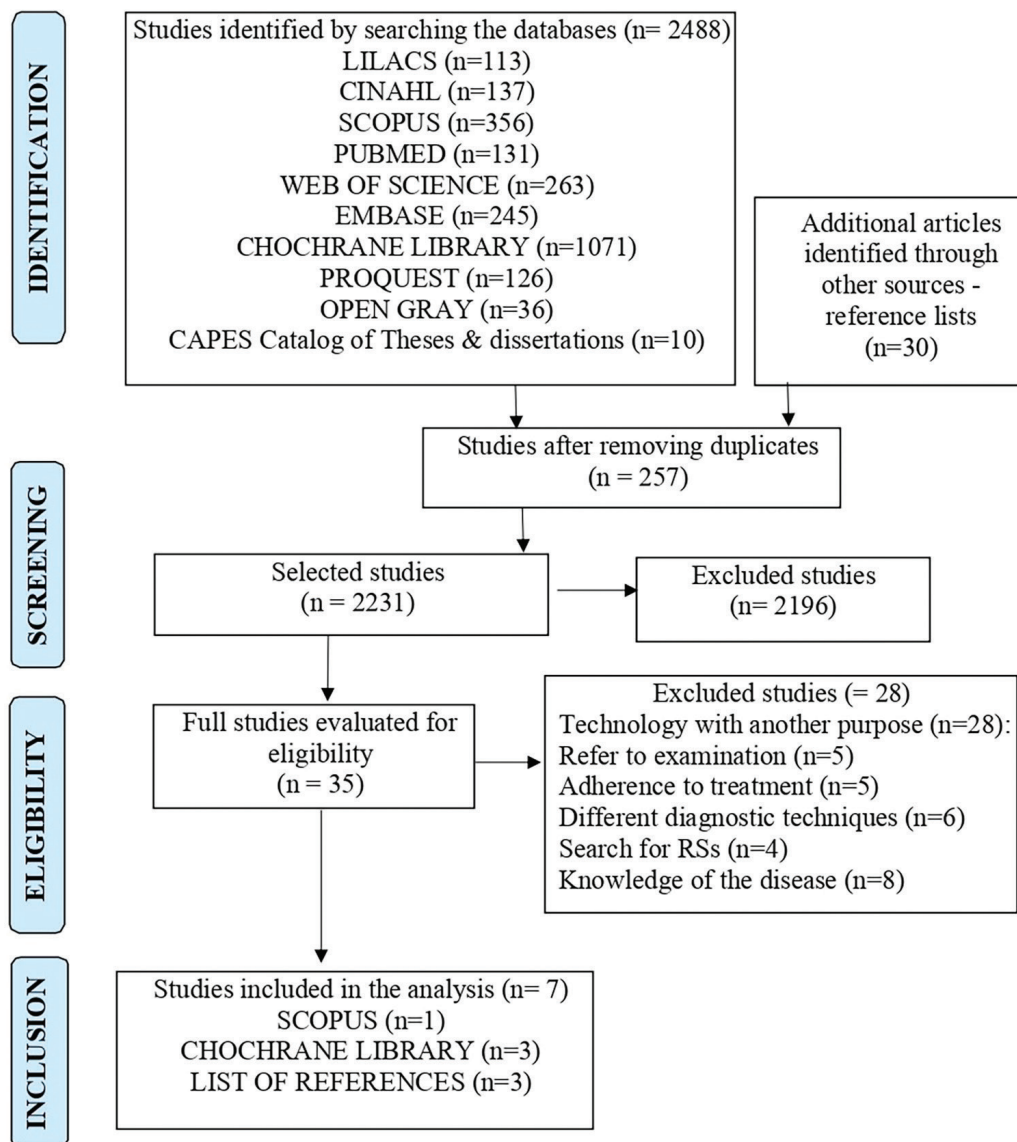 IDENTIFICATION
Studies identified by searching the databases (n= 2488)
LILACS (n=113)
CINAHL (n=137)
SCOPUS (n=356)
PUBMED (n=131)
WEB OF SCIENCE (n=263)
EMBASE (n=245)
CHOCHRANE LIBRARY (n=1071)
PROQUEST (n=126)
OPEN GRAY (n=36)
CAPES Catalog of Theses & dissertations (n=10)
Additional articles
identified through
other sources -
reference lists
(n=30)
Studies after removing duplicates
(n = 257)
SCREENING
Selected studies
(n = 2231)
Excluded studies
(n= 2196)
ELIGIBILITY
Full studies evaluated for
eligibility
(n = 35)
Excluded studies (= 28)
Technology with another purpose (n=28):
Refer to examination (n=5)
Adherence to treatment (n=5)
Different diagnostic techniques (n=6)
Search for RSs (n=4)
Knowledge of the disease (n=8)
INCLUSION
Studies included in the analysis (n= 7)
SCOPUS (n=1)
CHOCHRANE LIBRARY (n=3)
LIST OF REFERENCES (n=3)